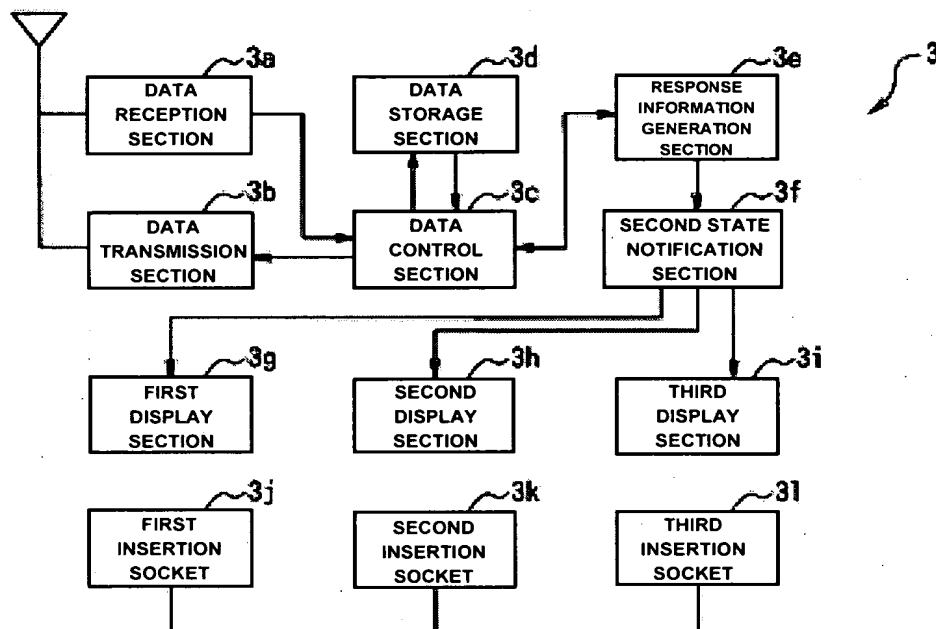 3a
DATA
RECEPTION
SECTION
3d
DATA
STORAGE
SECTION
3e
RESPONSE
INFORMATION
GENERATION
SECTION
3
3b
DATA
TRANSMISSION
SECTION
3c
DATA
CONTROL
SECTION
3f
SECOND STATE
NOTIFICATION
SECTION
3g
FIRST
DISPLAY
SECTION
3h
SECOND
DISPLAY
SECTION
3i
THIRD
DISPLAY
SECTION
3j
FIRST
INSERTION
SOCKET
3k
SECOND
INSERTION
SOCKET
3l
THIRD
INSERTION
SOCKET